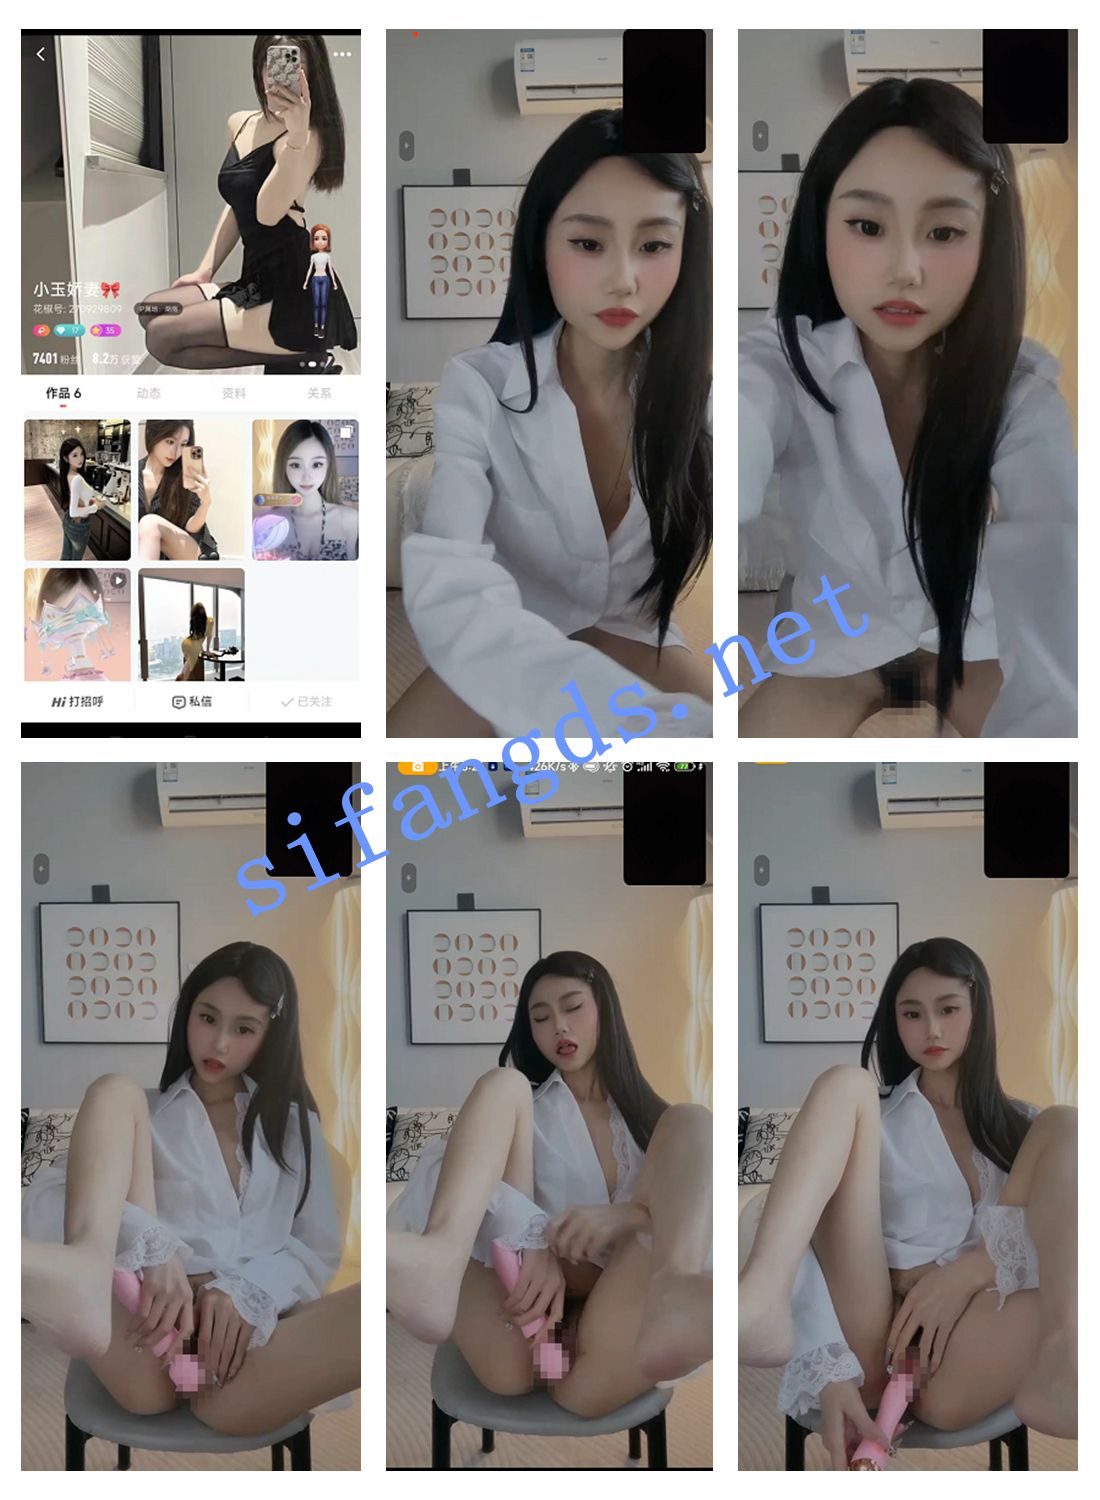 小玉娇妻🎀
花椒号: 270929809
17
35
7401 粉丝 8.2万 获赞
作品 6
动态
资料
关系
Hi 打招呼
私信
已关注
sifangds.net